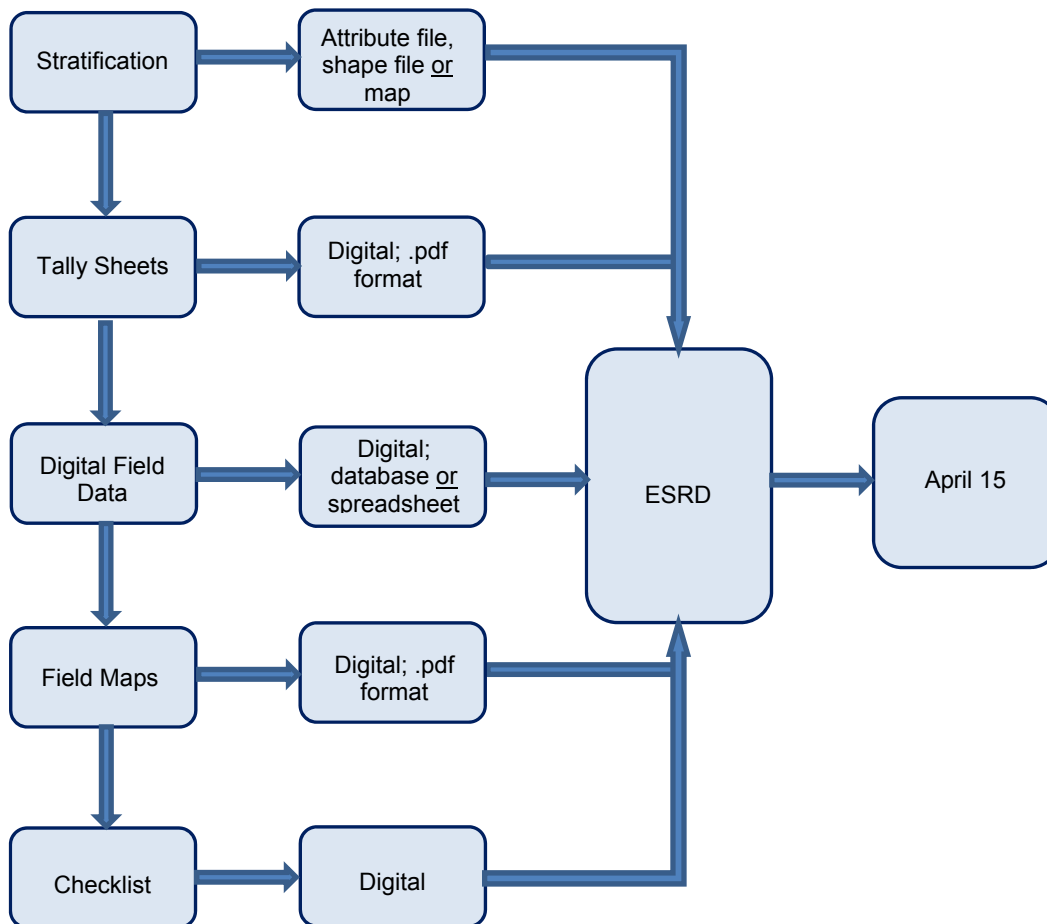 Stratification
Attribute file,
shape file or
map
Tally Sheets
Digital; .pdf
format
Digital Field
Data
Digital;
database or
spreadsheet
ESRD
April 15
Field Maps
Digital; .pdf
format
Checklist
Digital